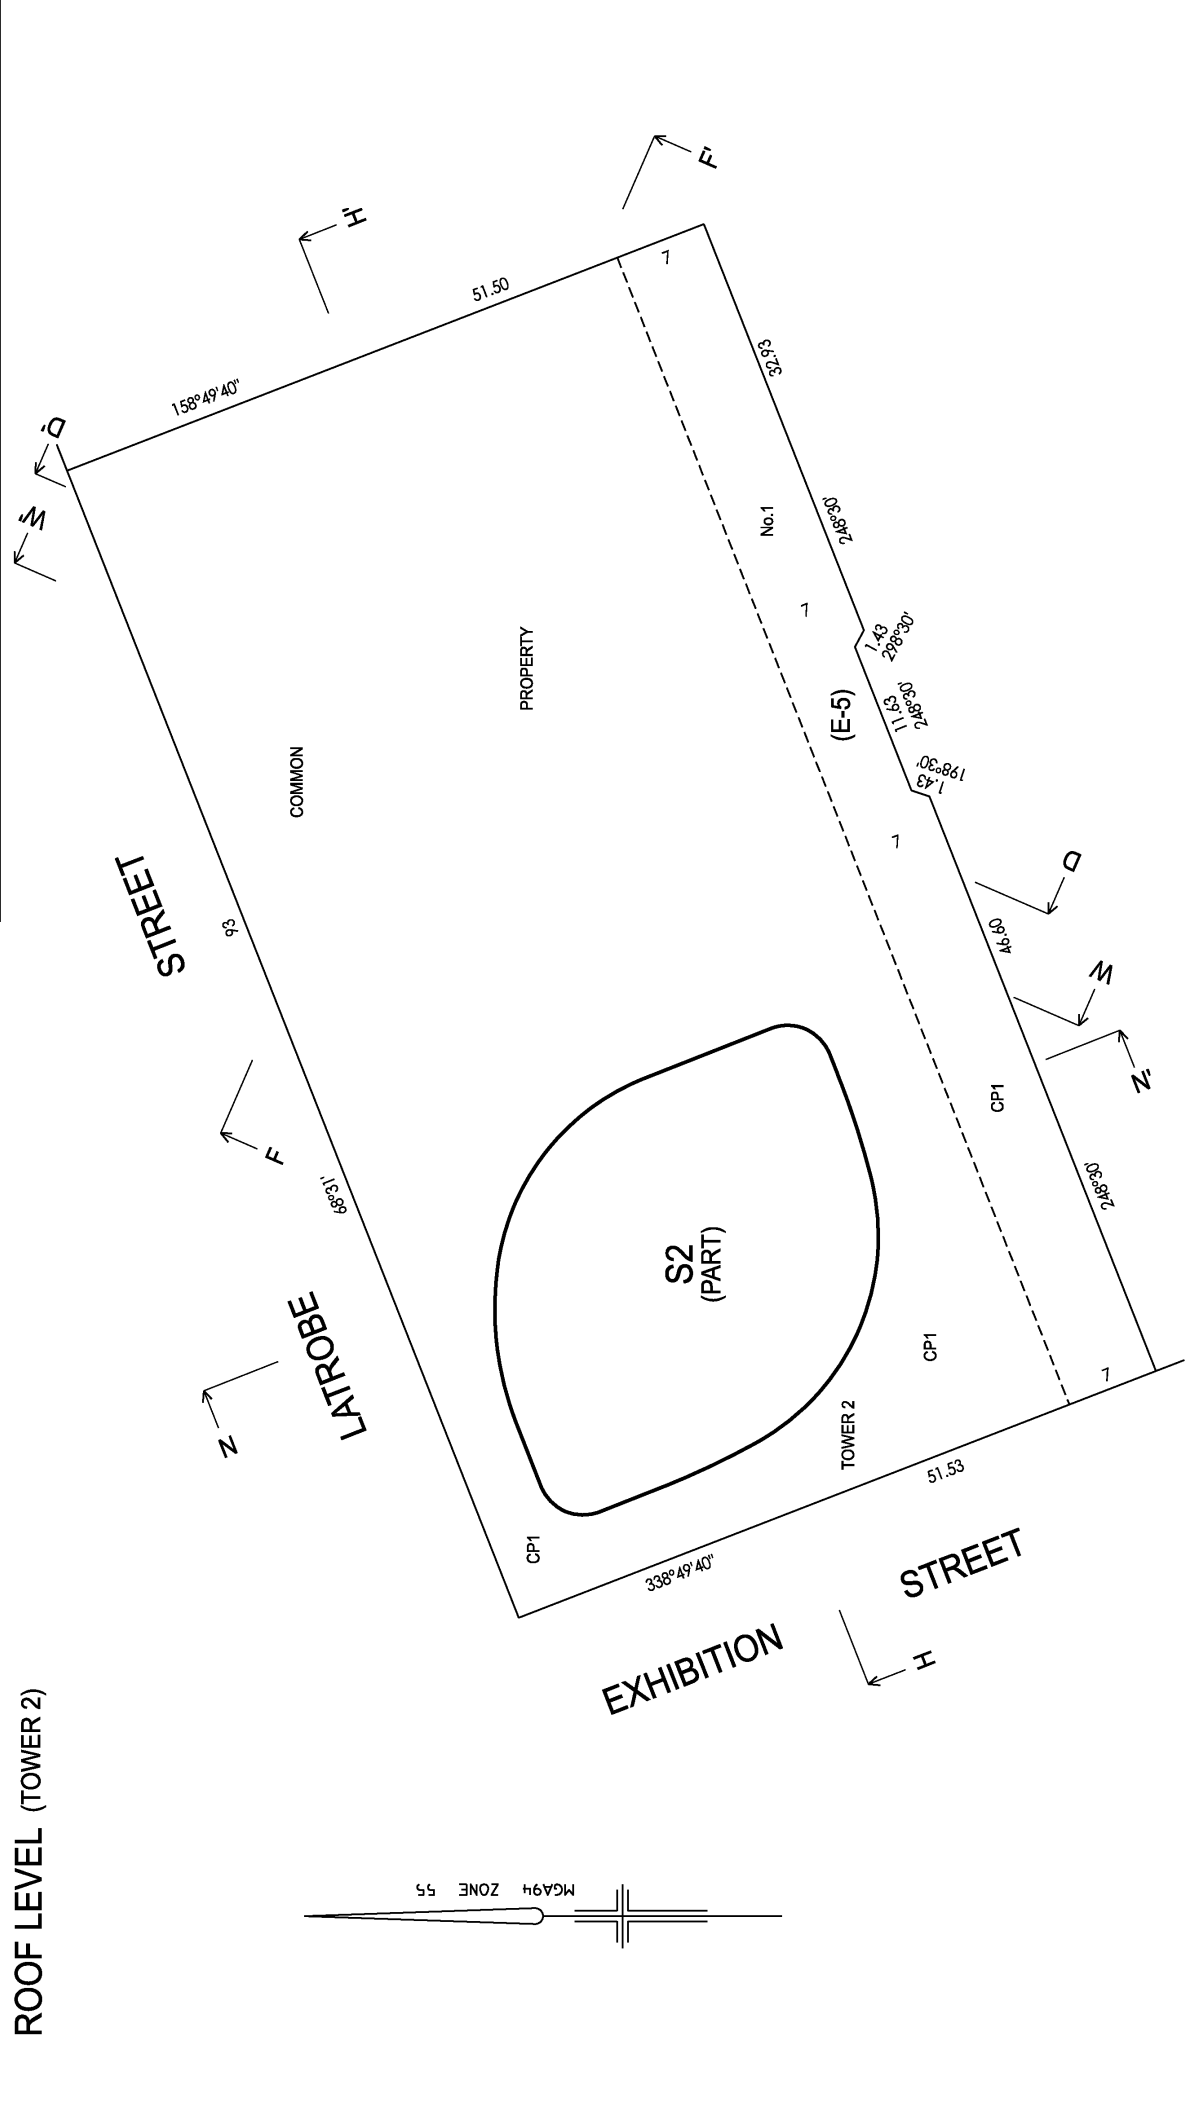 ROOF LEVEL (TOWER 2)
LATROBE STREET
68°31'
93
D'
W'
158°49'40"
51.50
H'
F'
7
32.93
No.1
248°30'
COMMON
PROPERTY
7
1.43
298°30'
(E-5)
11.63
248°30'
1.43
198°30'
7
D
46.60
W
N'
CP1
248°30'
F
N
S2
(PART)
CP1
TOWER 2
CP1
7
51.53
338°49'40"
EXHIBITION STREET
H
MGA94 ZONE 55